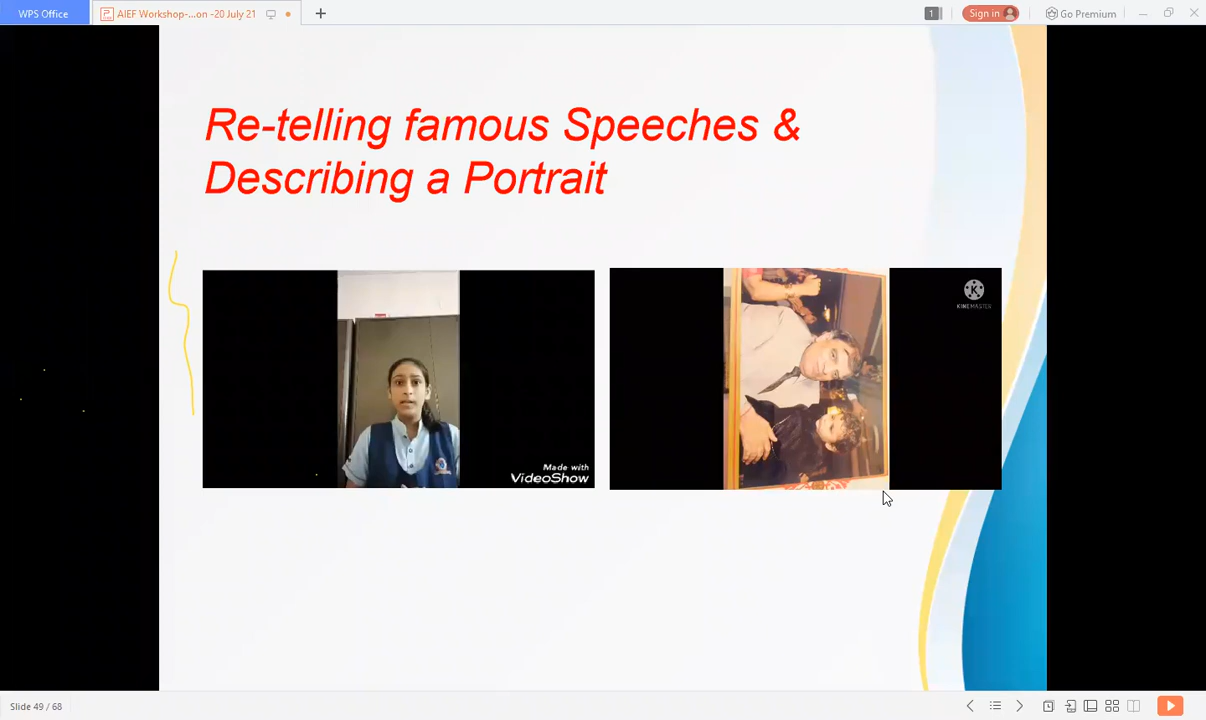 WPS Office
AIEF Workshop-...on -20 July 21
1
Sign in
Go Premium
Re-telling famous Speeches &
Describing a Portrait
Made with
VideoShow
K
KINEMASTER
Slide 49 / 68